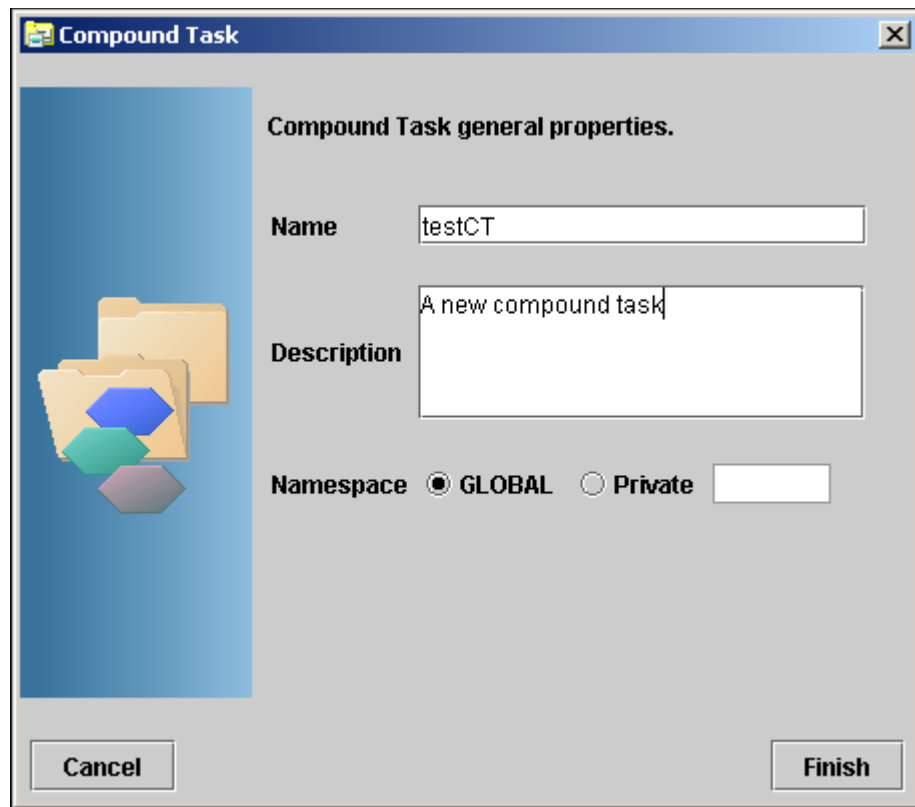 Compound Task
Compound Task general properties.
Name testCT
Description A new compound task
Namespace GLOBAL Private
Cancel Finish